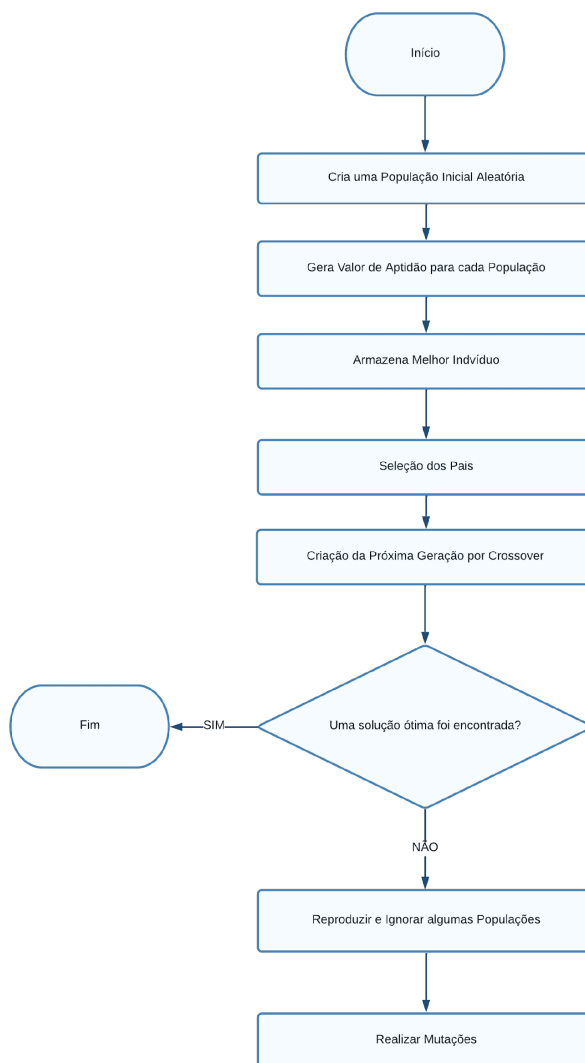 Início
Cria uma População Inicial Aleatória
Gera Valor de Aptidão para cada População
Armazena Melhor Indvíduo
Seleção dos Pais
Criação da Próxima Geração por Crossover
Uma solução ótima foi encontrada?
SIM
Fim
NÃO
Reproduzir e Ignorar algumas Populações
Realizar Mutações